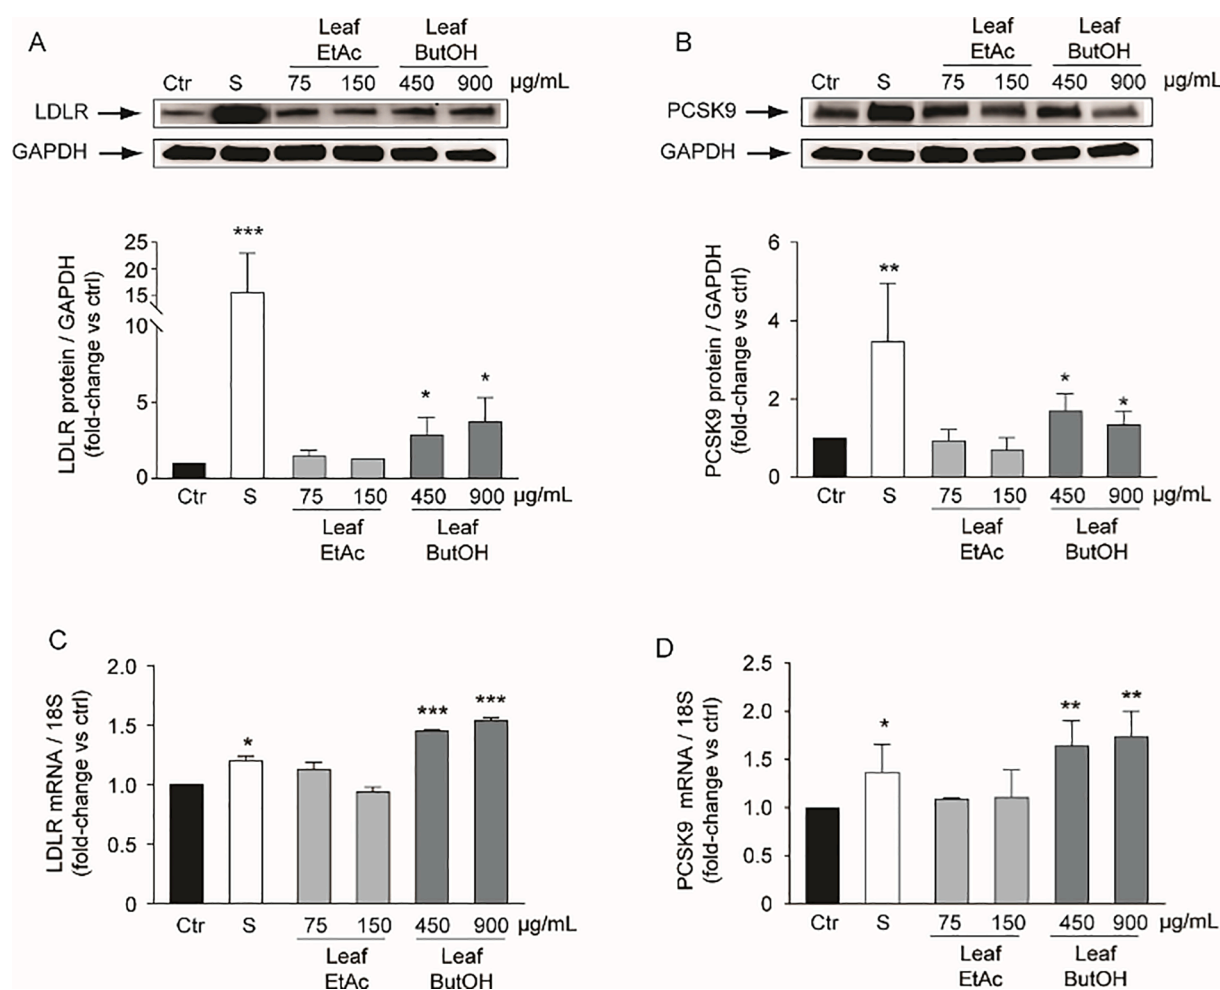 A
Leaf
EtAc
Leaf
ButOH
Ctr S 75 150 450 900 µg/mL
LDLR
GAPDH
LDLR protein / GAPDH
(fold-change vs ctrl)
25
20
15
10
5
0
***
*
*
Ctr S 75 150 450 900 µg/mL
Leaf
EtAc
Leaf
ButOH
B
Leaf
EtAc
Leaf
ButOH
Ctr S 75 150 450 900 µg/mL
PCSK9
GAPDH
PCSK9 protein / GAPDH
(fold-change vs ctrl)
6
4
2
0
**
*
*
Ctr S 75 150 450 900 µg/mL
Leaf
EtAc
Leaf
ButOH
C
LDLR mRNA / 18S
(fold-change vs ctrl)
2.0
1.5
1.0
0.5
0
*
***
***
Ctr S 75 150 450 900 µg/mL
Leaf
EtAc
Leaf
ButOH
D
PCSK9 mRNA / 18S
(fold-change vs ctrl)
2.5
2.0
1.5
1.0
0.5
0
*
**
**
Ctr S 75 150 450 900 µg/mL
Leaf
EtAc
Leaf
ButOH